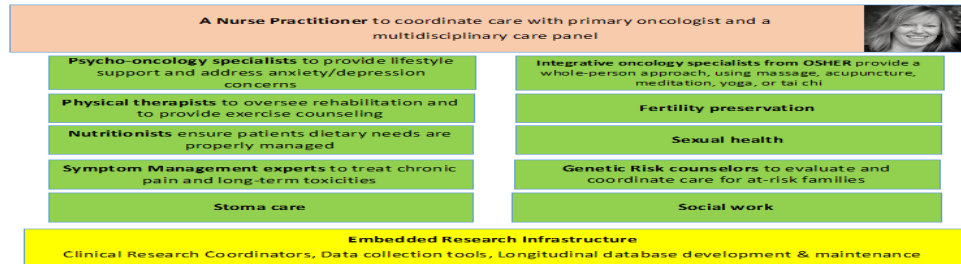 A Nurse Practitioner to coordinate care with primary oncologist and a
multidisciplinary care panel
Psycho-oncology specialists to provide lifestyle
support and address anxiety/depression
concerns
Physical therapists to oversee rehabilitation and
to provide exercise counseling
Nutritionists ensure patients dietary needs are
properly managed
Symptom Management experts to treat chronic
pain and long-term toxicities
Stoma care
Integrative oncology specialists from OSHER provide a
whole-person approach, using massage, acupuncture,
meditation, yoga, or tai chi
Fertility preservation
Sexual health
Genetic Risk counselors to evaluate and
coordinate care for at-risk families
Social work
Embedded Research Infrastructure
Clinical Research Coordinators, Data collection tools, Longitudinal database development & maintenance